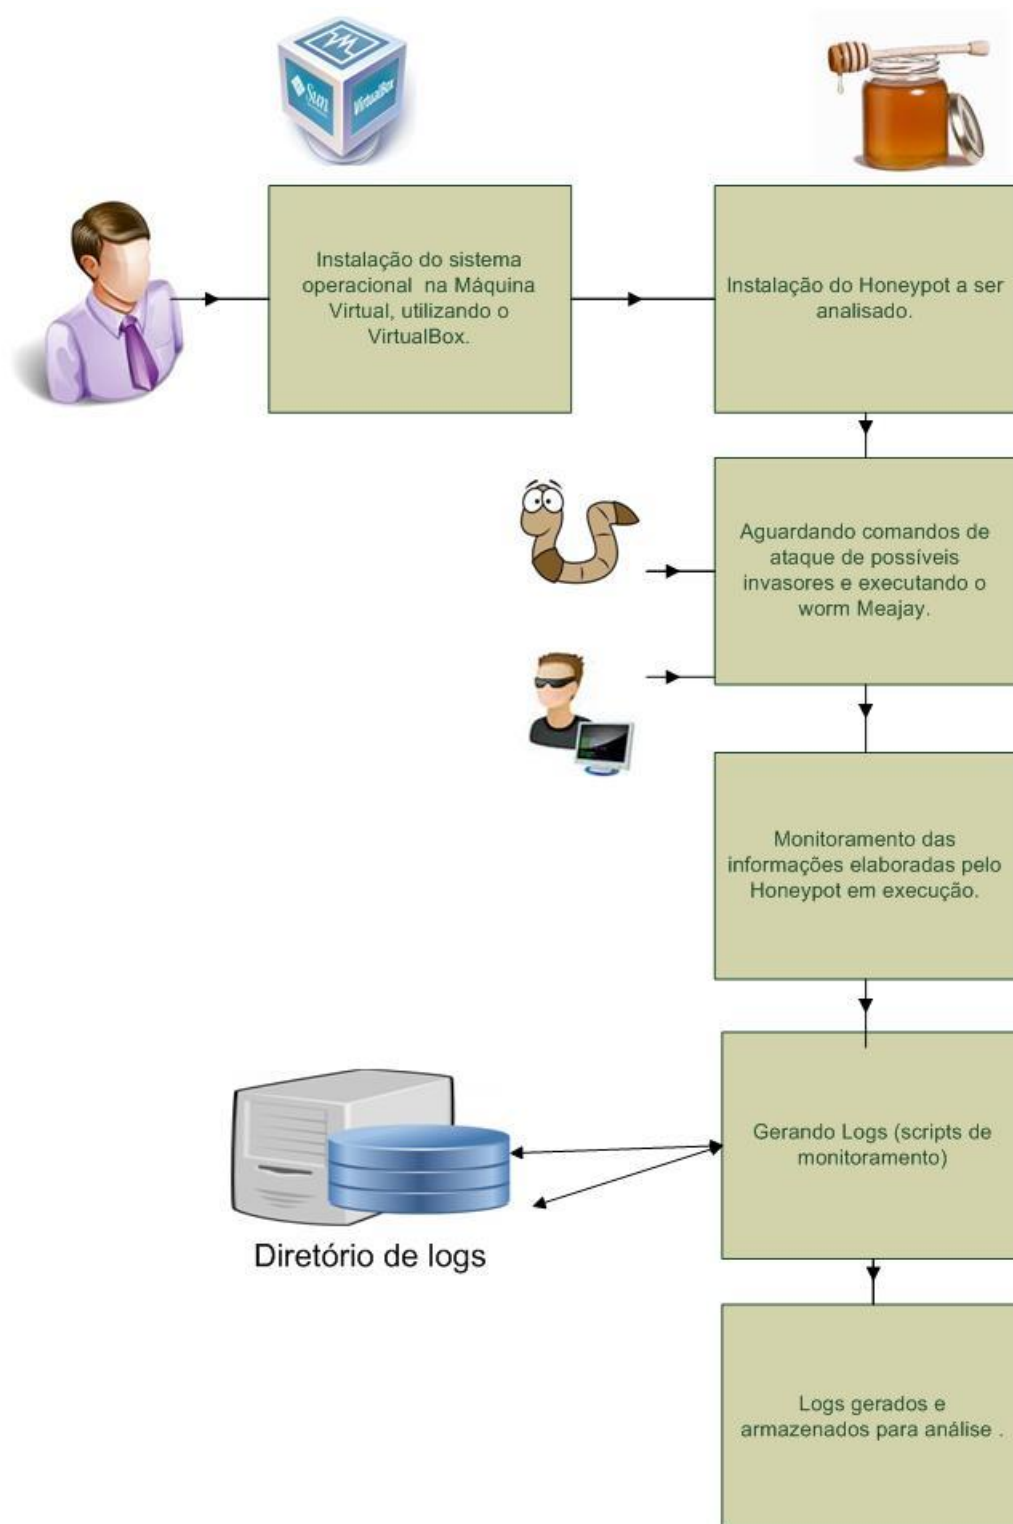 Sun
VirtualBox
Instalação do sistema
operacional na Máquina
Virtual, utilizando o
VirtualBox.
Instalação do Honeypot a ser
analisado.
Aguardando comandos de
ataque de possíveis
invasores e executando o
worm Meajay.
Monitoramento das
informações elaboradas pelo
Honeypot em execução.
Gerando Logs (scripts de
monitoramento)
Diretório de logs
Logs gerados e
armazenados para análise .